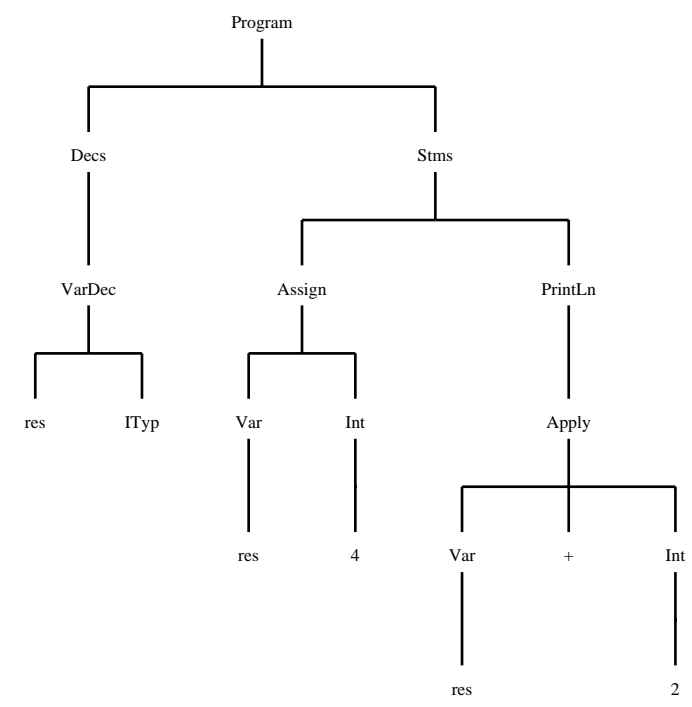 Program
Decs Stms
VarDec Assign PrintLn
res ITyp Var Int Apply
res 4 Var + Int
res 2